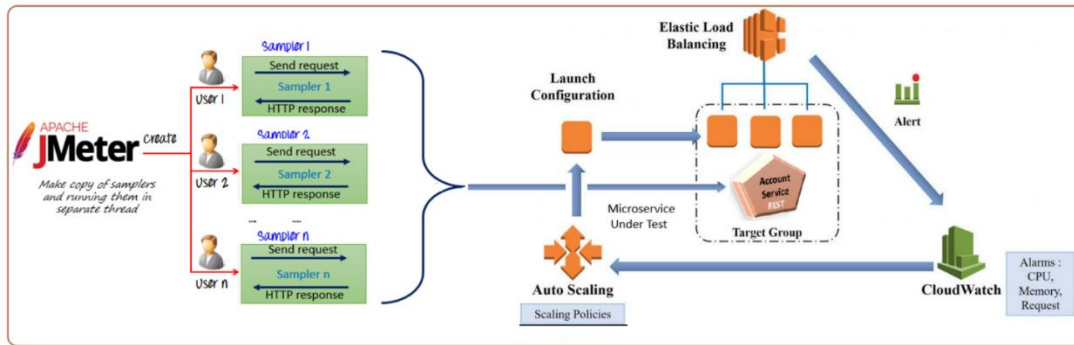 APACHE
JMeter
Make copy of samplers
and running them in
separate thread
create
User 1
Sampler 1
Send request
Sampler 1
HTTP response
User 2
Sampler 2
Send request
Sampler 2
HTTP response
... ...
User n
Sampler n
Send request
Sampler n
HTTP response
Elastic Load
Balancing
Launch
Configuration
Alert
Account
Service
REST
Microservice
Under Test
Target Group
Auto Scaling
Scaling Policies
CloudWatch
Alarms :
CPU,
Memory,
Request